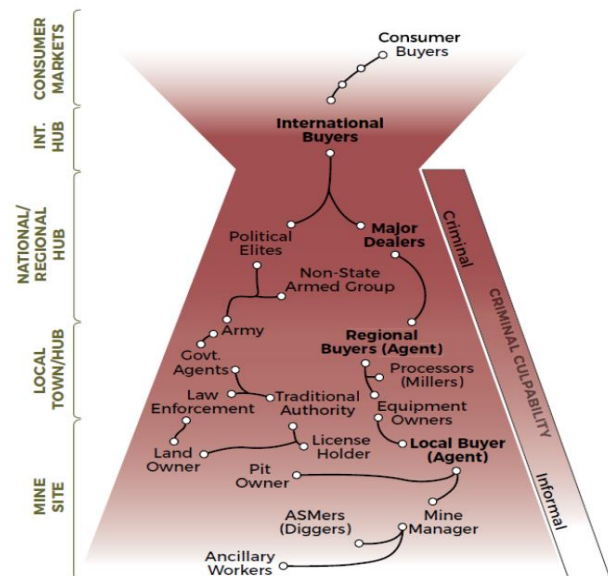 CONSUMER
MARKETS
INT.
HUB
NATIONAL/
REGIONAL
HUB
LOCAL
TOWN/HUB
MINE
SITE
Consumer
Buyers
International
Buyers
Political
Elites
Major
Dealers
Non-State
Armed Group
Army
Govt.
Agents
Regional
Buyers (Agent)
Processors
(Millers)
Law
Enforcement
Traditional
Authority
Equipment
Owners
Land
Owner
License
Holder
Local Buyer
(Agent)
Pit
Owner
ASMers
(Diggers)
Mine
Manager
Ancillary
Workers
Criminal
CRIMINAL CULPABILITY
Informal